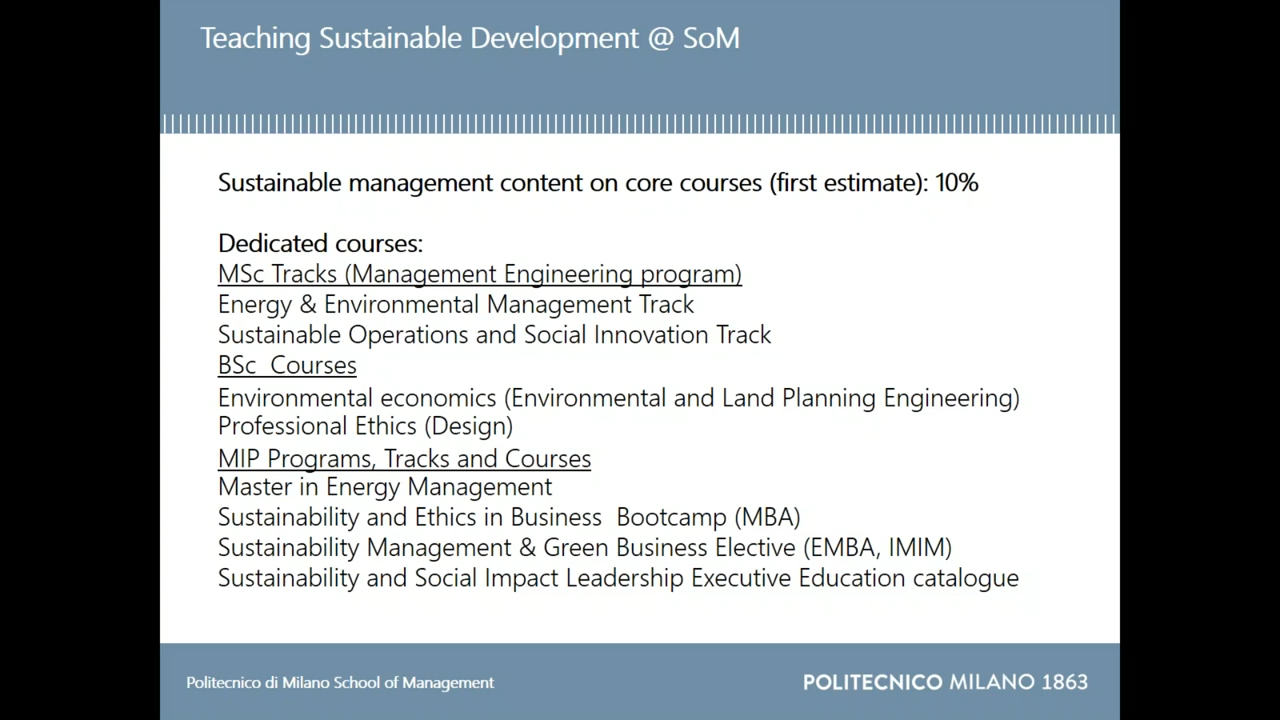 Teaching Sustainable Development @ SoM
Sustainable management content on core courses (first estimate): 10%
Dedicated courses:
MSc Tracks (Management Engineering program)
Energy & Environmental Management Track
Sustainable Operations and Social Innovation Track
BSc  Courses
Environmental economics (Environmental and Land Planning Engineering)
Professional Ethics (Design)
MIP Programs, Tracks and Courses
Master in Energy Management
Sustainability and Ethics in Business  Bootcamp (MBA)
Sustainability Management & Green Business Elective (EMBA, IMIM)
Sustainability and Social Impact Leadership Executive Education catalogue
Politecnico di Milano School of Management
POLITECNICO MILANO 1863